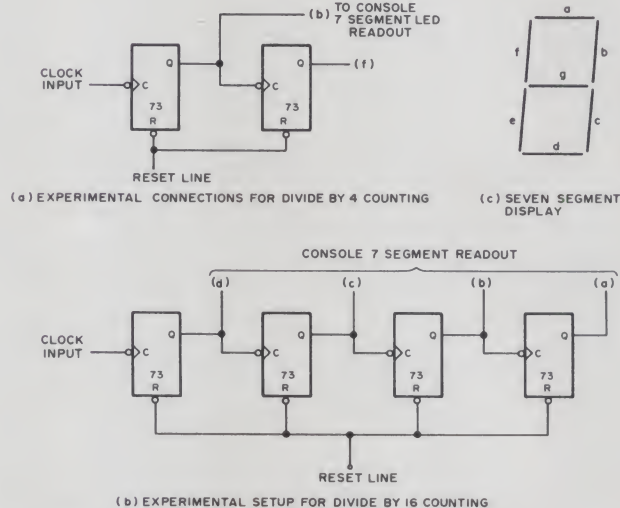 (b) TO CONSOLE
7 SEGMENT LED
READOUT
CLOCK
INPUT
C
Q
73
R
C
Q
73
R
(f)
RESET LINE
(a) EXPERIMENTAL CONNECTIONS FOR DIVIDE BY 4 COUNTING
a
f
b
g
e
c
d
(c) SEVEN SEGMENT
DISPLAY
CONSOLE 7 SEGMENT READOUT
(d)
(c)
(b)
(a)
CLOCK
INPUT
C
Q
73
R
C
Q
73
R
C
Q
73
R
C
Q
73
R
RESET LINE
(b) EXPERIMENTAL SETUP FOR DIVIDE BY 16 COUNTING